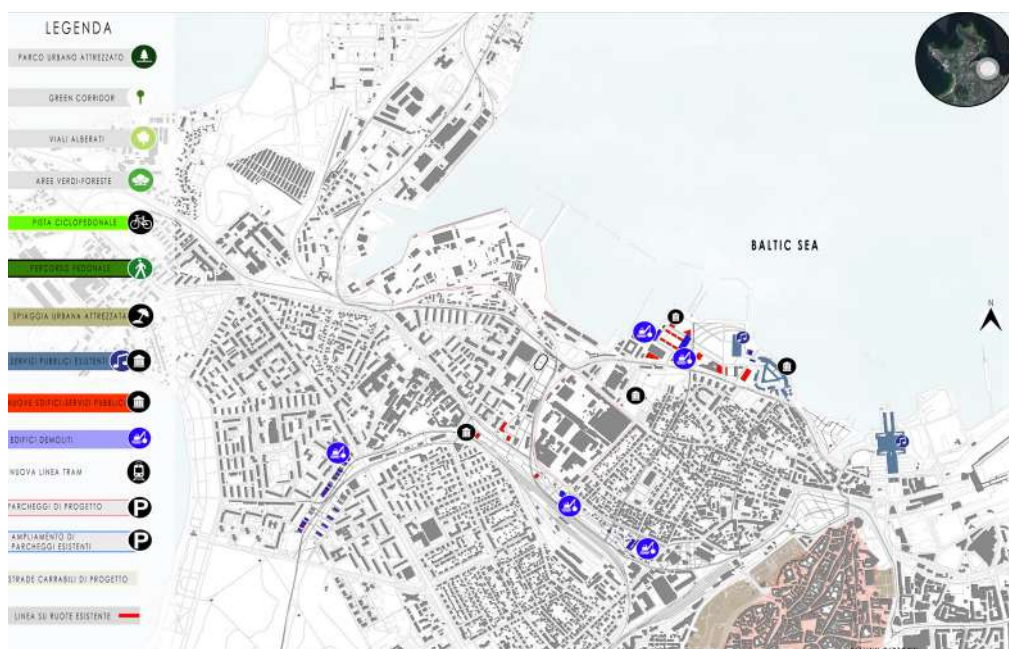 LEGENDA
PARCO URBANO ATTREZZATO
GREEN CORRIDOR
VIALI ALBERATI
AREE VERDI-FORESTE
PISTA CICLOPEDONALE
PERCORSO PEDONALE
SPIAGGIA URBANA ATTREZZATA
SERVICI PUBBLICI ESISTENTI
NUOVE EDIFICI-SERVICI PUBBLICI
EDIFICI DEMOLITI
NUOVA LINEA TRAM
PARCHEGGI DI PROGETTO
P
AMPLIAMENTO DI
PARCHEGGI ESISTENTI
P
STRADE CARRABILI DI PROGETTO
LINEA SU RUOTE ESISTENTE
BALTIC SEA
N